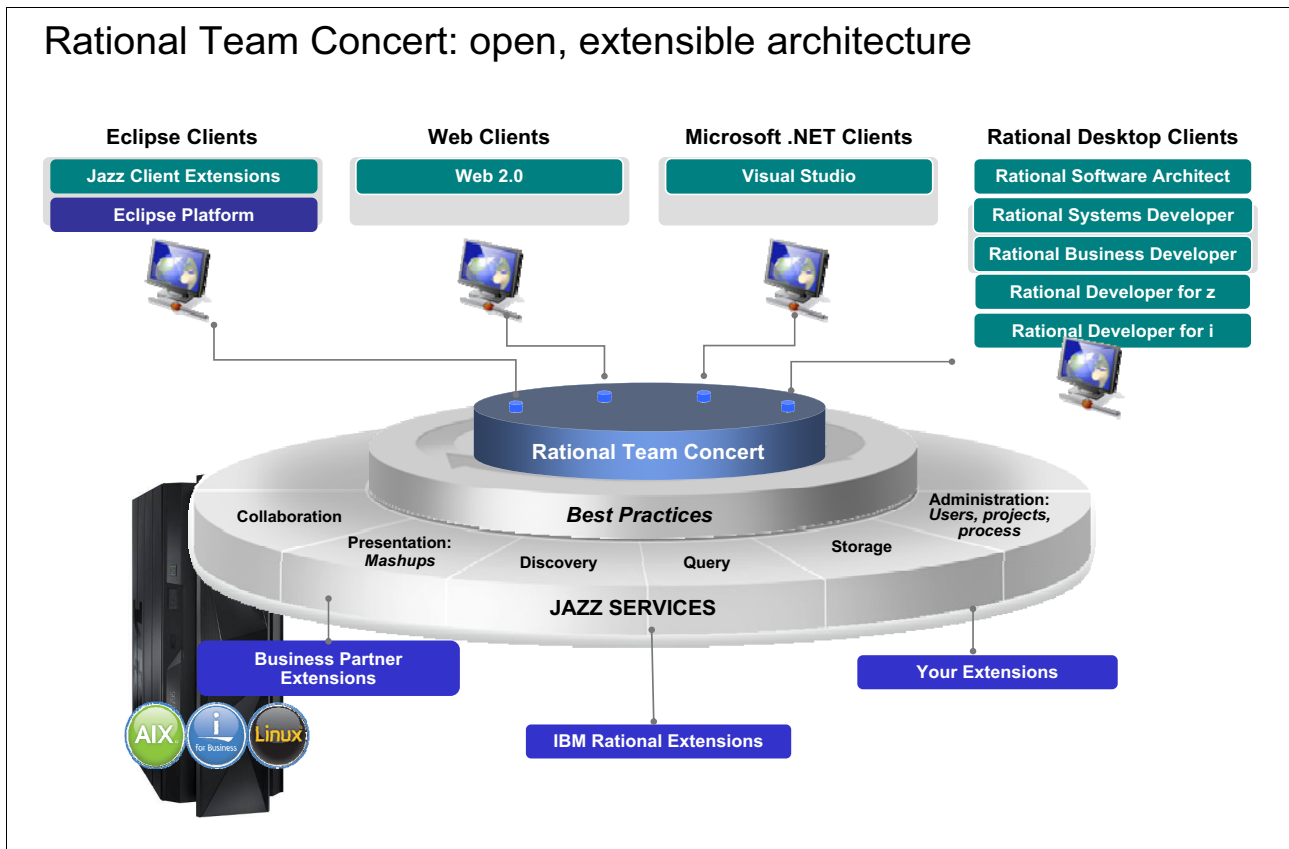 Rational Team Concert: open, extensible architecture
Eclipse Clients
Web Clients
Microsoft .NET Clients
Rational Desktop Clients
Jazz Client Extensions
Web 2.0
Visual Studio
Rational Software Architect
Eclipse Platform
Rational Systems Developer
Rational Business Developer
Rational Developer for z
Rational Developer for i
Rational Team Concert
Best Practices
Collaboration
Presentation:
Mashups
Discovery
Query
Storage
Administration:
Users, projects,
process
JAZZ SERVICES
Business Partner
Extensions
Your Extensions
IBM Rational Extensions
AIX
i
for Business
Linux